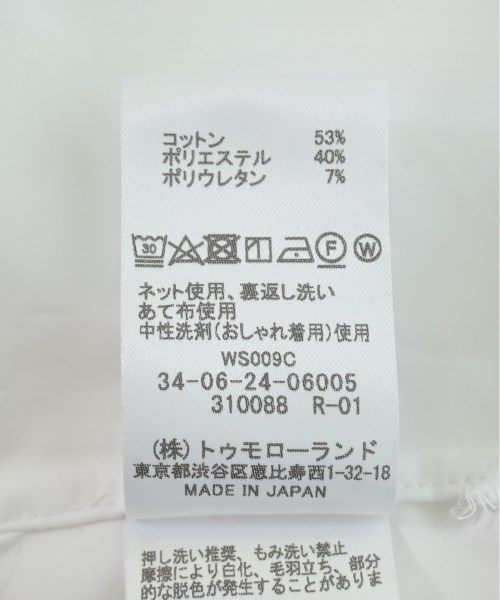 コットン 53%
ポリエステル 40%
ポリウレタン 7%
30 F W
ネット使用、裏返し洗い
あて布使用
中性洗剤(おしゃれ着用)使用
WS009C
34-06-24-06005
310088 R-01
(株)トゥモローランド
東京都渋谷区恵比寿西1-32-18
MADE IN JAPAN
押し洗い推奨、もみ洗い禁止
摩擦により白化、毛羽立ち、部分
的な脱色が発生することがありま